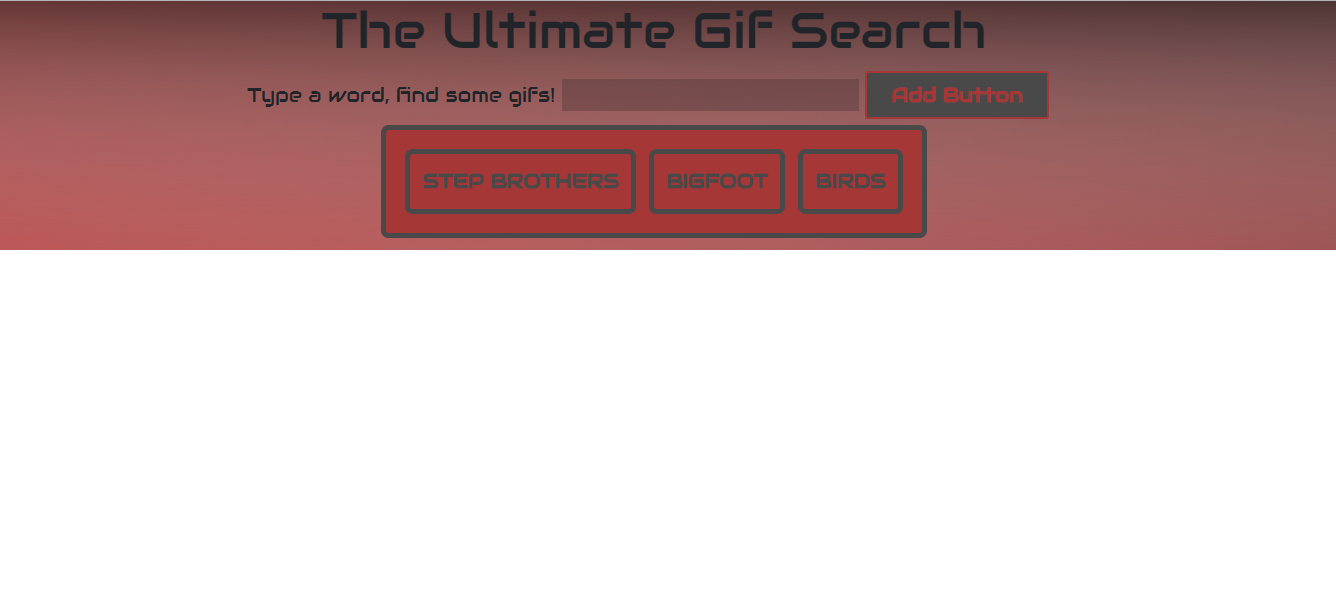 The Ultimate Gif Search
Type a word, find some gifs! Add Button
STEP BROTHERS BIGFOOT BIRDS